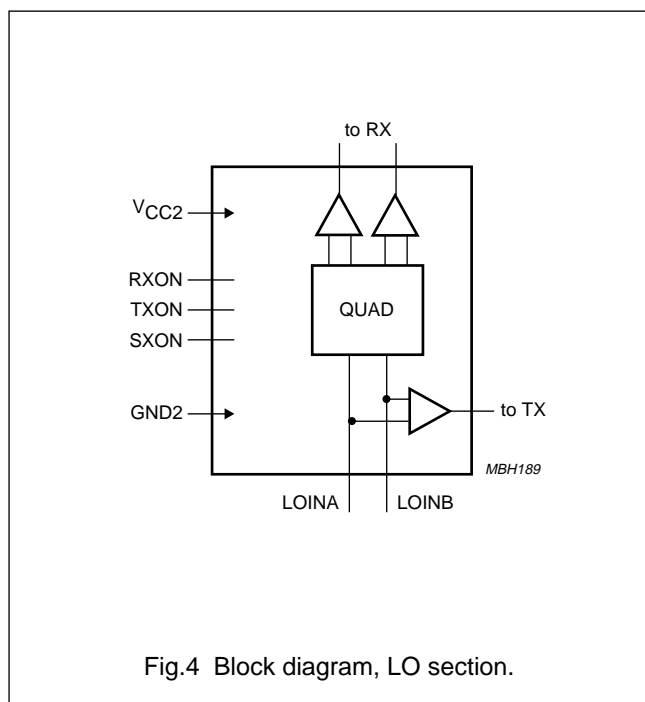 to RX
VCC2
RXON
TXON
SXON
QUAD
GND2
to TX
MBH189
LOINA LOINB
Fig.4 Block diagram, LO section.